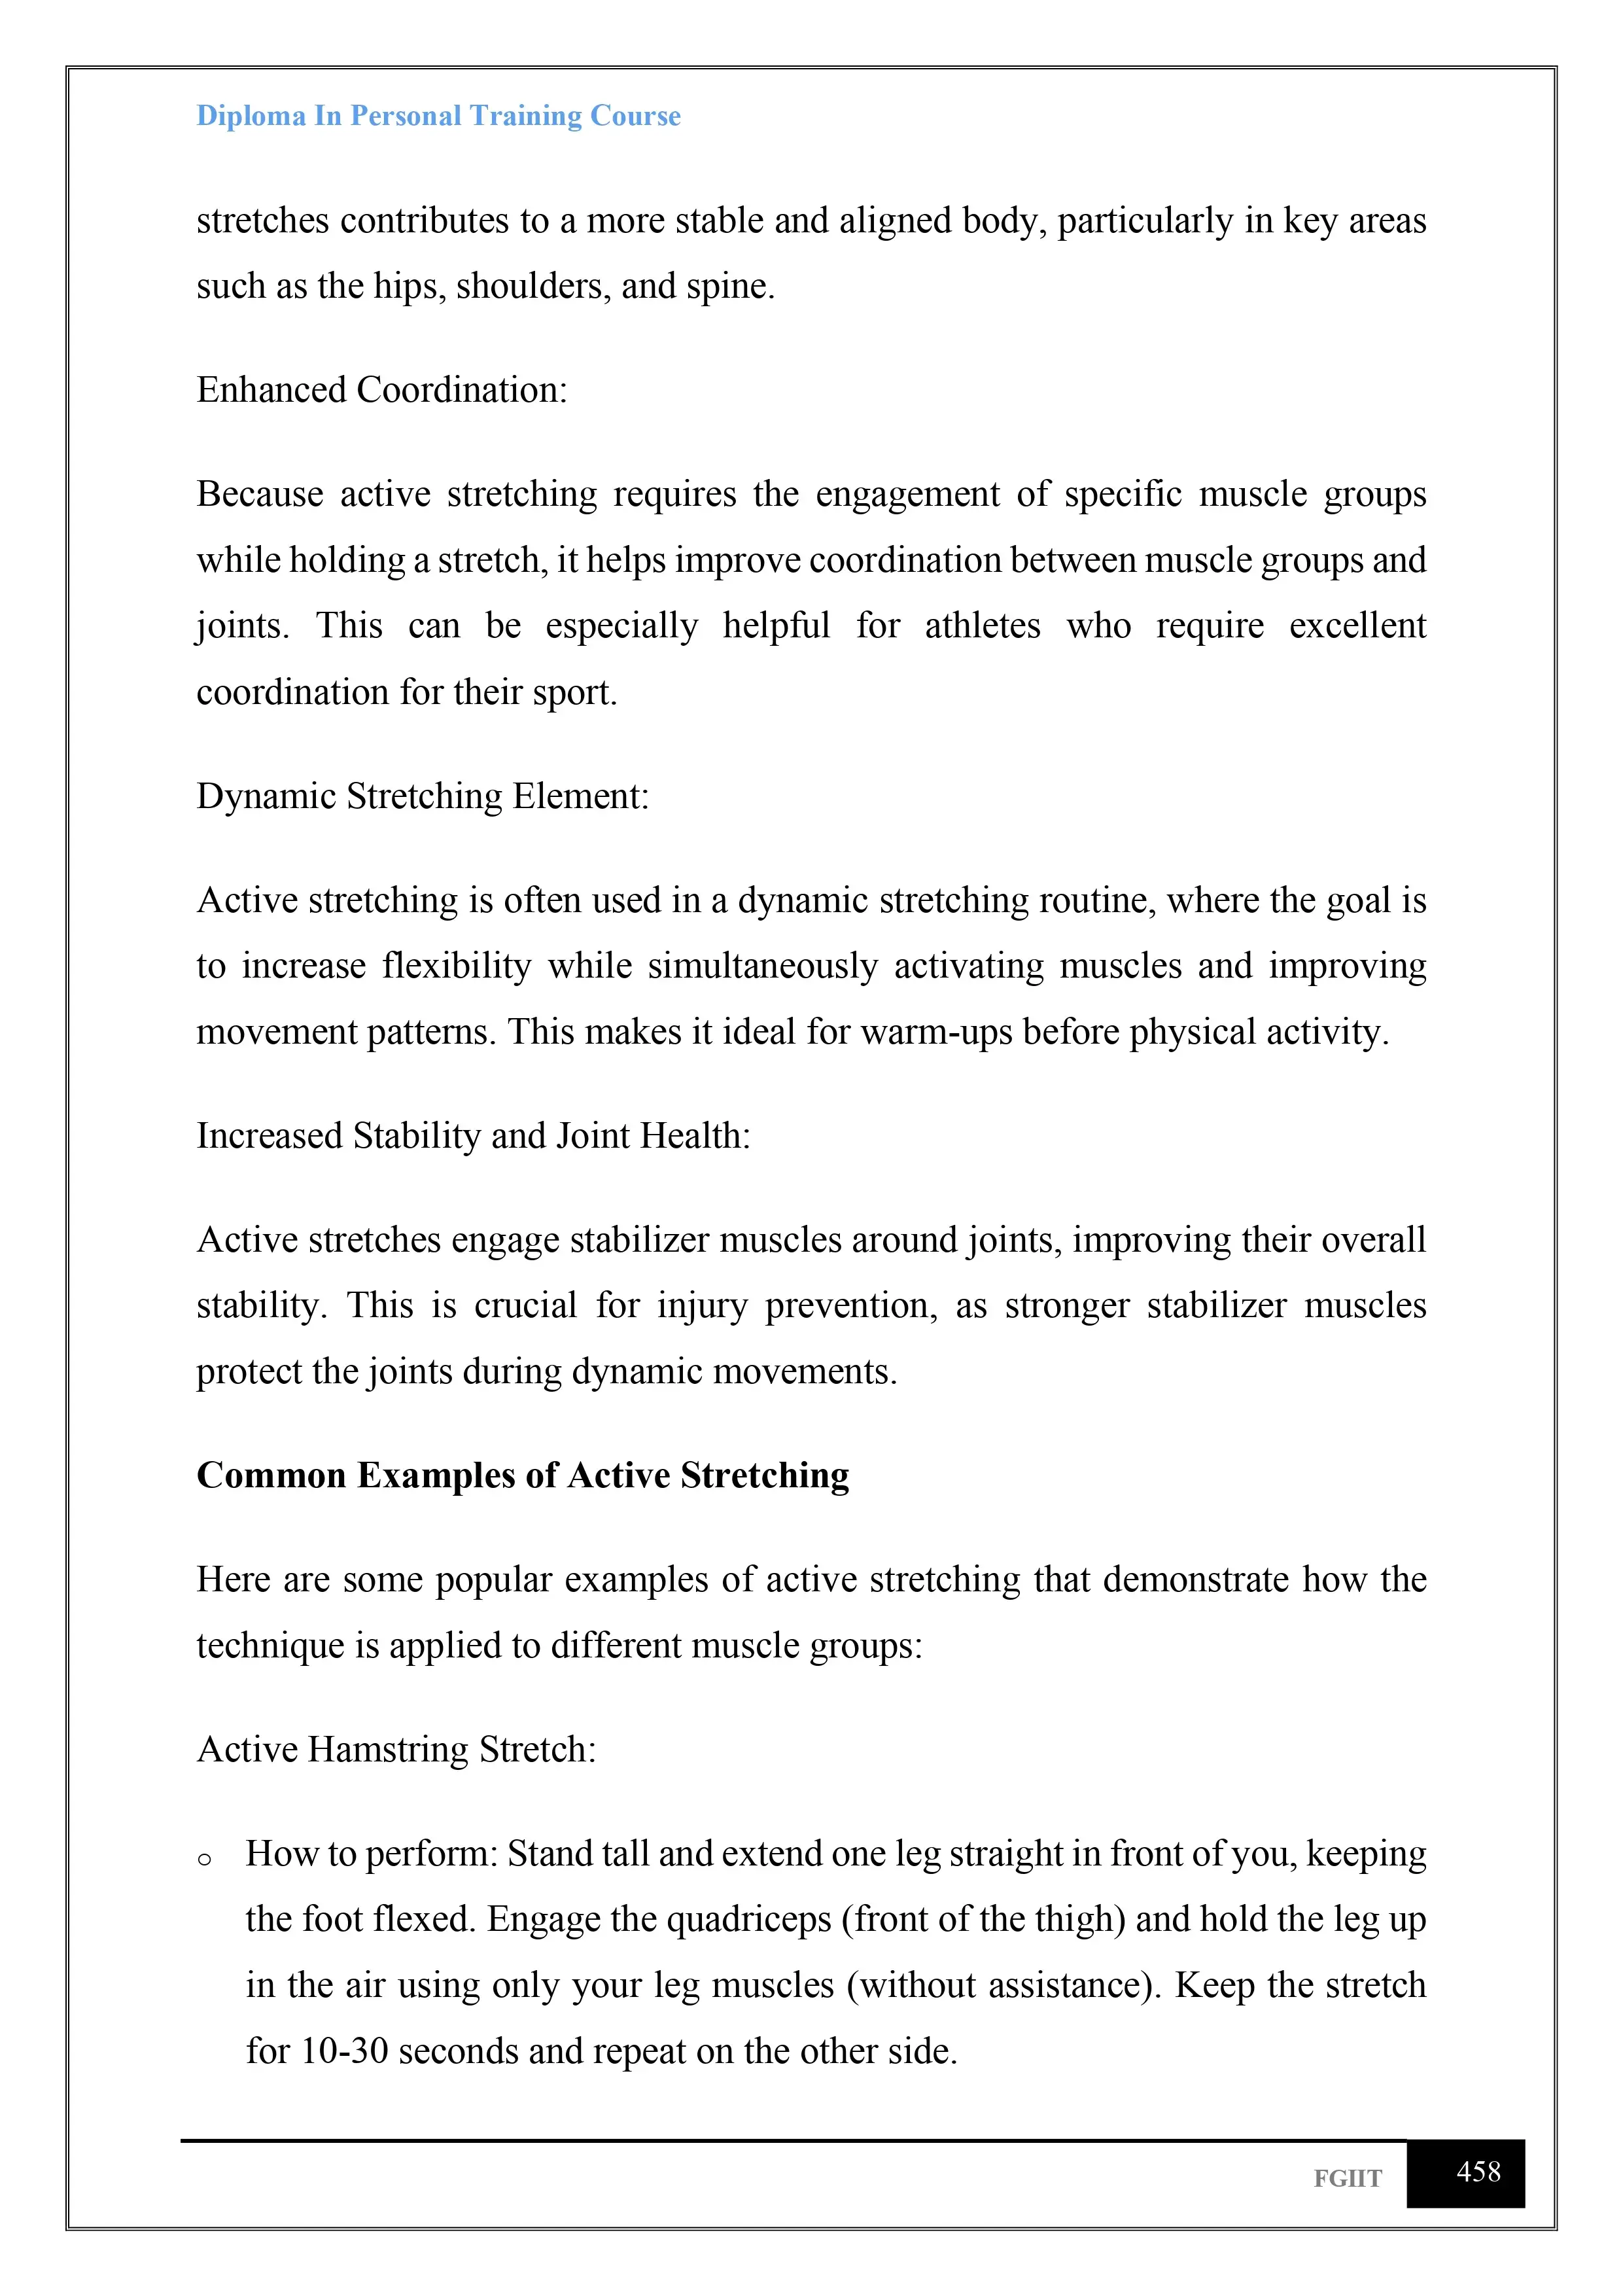 Diploma In Personal Training Course
stretches contributes to a more stable and aligned body, particularly in key areas
such as the hips, shoulders, and spine.
Enhanced Coordination:
Because active stretching requires the engagement of specific muscle groups
while holding a stretch, it helps improve coordination between muscle groups and
joints. This can be especially helpful for athletes who require excellent
coordination for their sport.
Dynamic Stretching Element:
Active stretching is often used in a dynamic stretching routine, where the goal is
to increase flexibility while simultaneously activating muscles and improving
movement patterns. This makes it ideal for warm-ups before physical activity.
Increased Stability and Joint Health:
Active stretches engage stabilizer muscles around joints, improving their overall
stability. This is crucial for injury prevention, as stronger stabilizer muscles
protect the joints during dynamic movements.
Common Examples of Active Stretching
Here are some popular examples of active stretching that demonstrate how the
technique is applied to different muscle groups:
Active Hamstring Stretch:
o How to perform: Stand tall and extend one leg straight in front of you, keeping
the foot flexed. Engage the quadriceps (front of the thigh) and hold the leg up
in the air using only your leg muscles (without assistance). Keep the stretch
for 10-30 seconds and repeat on the other side.
FGIIT 458